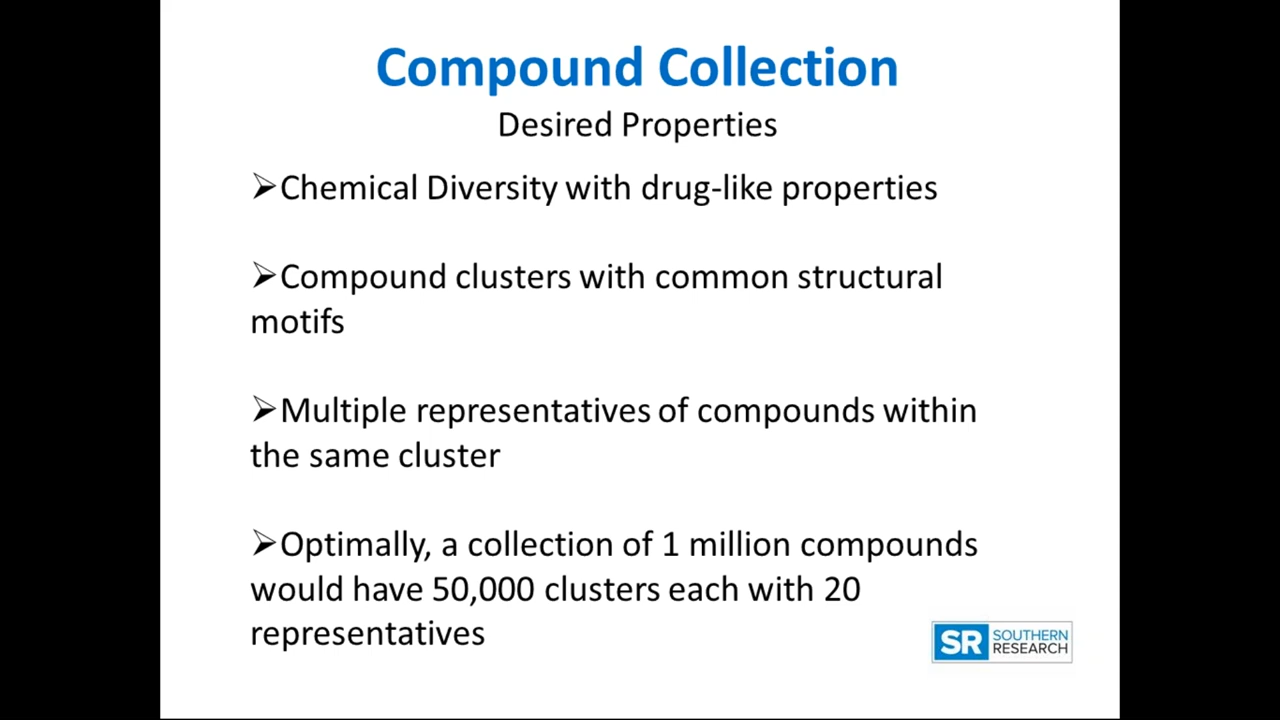 Compound Collection
Desired Properties
➢Chemical Diversity with drug-like properties
➢Compound clusters with common structural
motifs
➢Multiple representatives of compounds within
the same cluster
➢Optimally, a collection of 1 million compounds
would have 50,000 clusters each with 20
representatives
SR SOUTHERN
RESEARCH